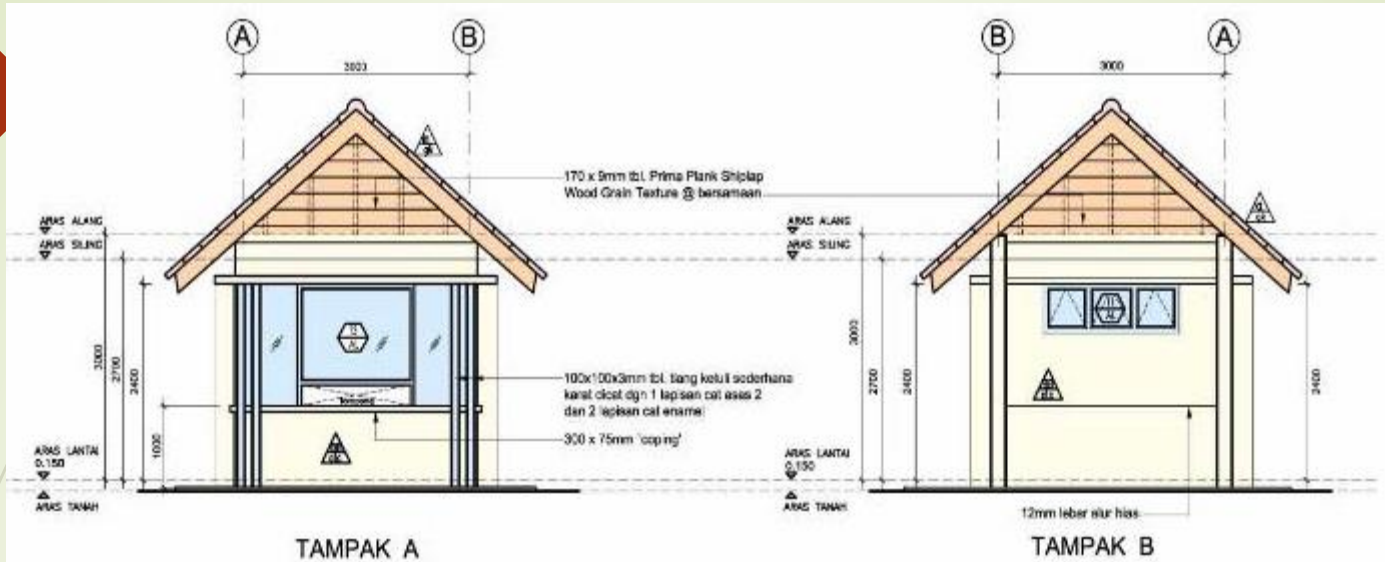 A
B
3000
B
A
3000
170 x 9mm tbl. Prima Plank Shiplap
Wood Grain Texture @ bersamaan
ARAS ALANG
ARAS SILING
ARAS ALANG
ARAS SILING
3000
2700
2400
1000
3000
2700
2400
2400
100x100x3mm tbl. tiang keluli sederhana
karat dicat dgn 1 lapisan cat asas 2
dan 2 lapisan cat enamel
300 x 75mm 'coping'
ARAS LANTAI
0.150
ARAS TANAH
ARAS LANTAI
0.150
ARAS TANAH
12mm lebar alur hias
TAMPAK A
TAMPAK B